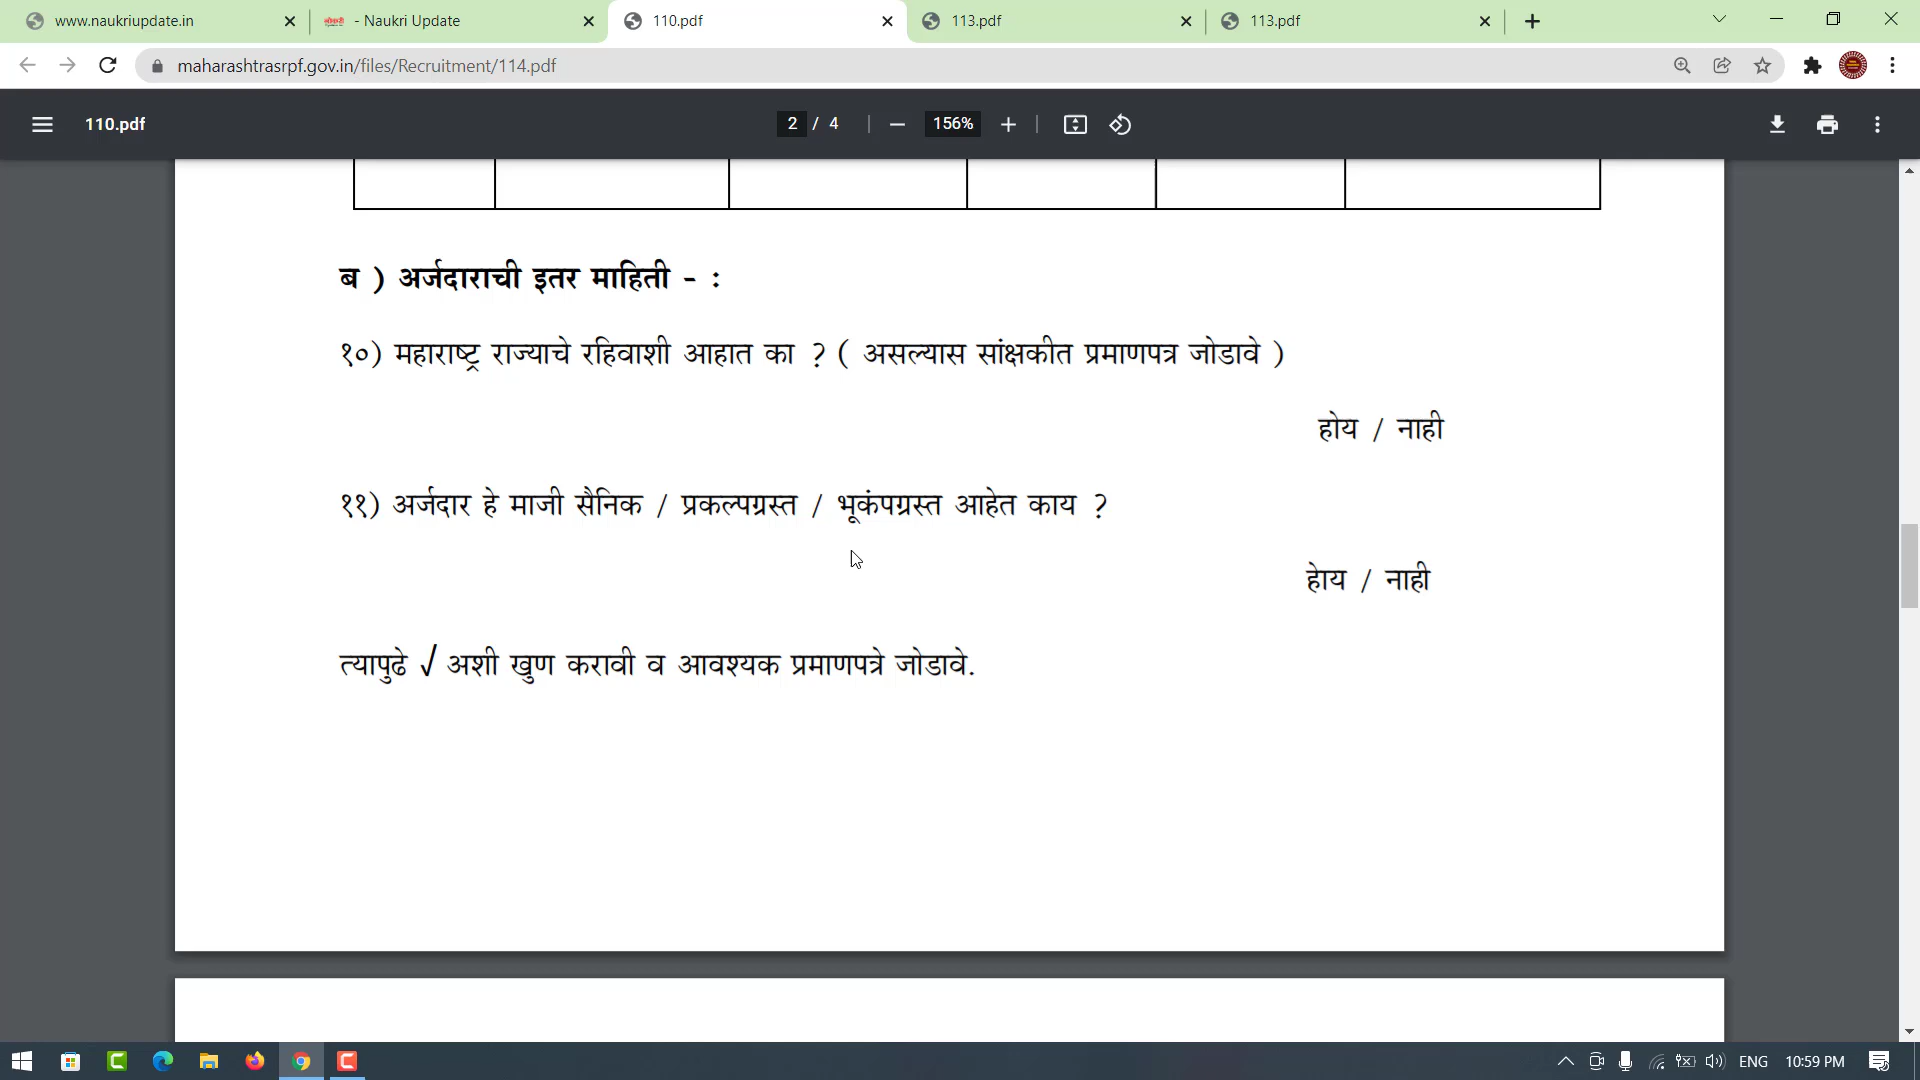 www.naukriupdate.in
नोकरी - Naukri Update
110.pdf
113.pdf
113.pdf
maharashtrasrpf.gov.in/files/Recruitment/114.pdf
110.pdf
2 / 4
156%
ब ) अर्जदाराची इतर माहिती - :
१०) महाराष्ट्र राज्याचे रहिवाशी आहात का ? ( असल्यास सांक्षकीत प्रमाणपत्र जोडावे )
होय / नाही
११) अर्जदार हे माजी सैनिक / प्रकल्पग्रस्त / भूकंपग्रस्त आहेत काय ?
हेाय / नाही
त्यापुढे √ अशी खुण करावी व आवश्यक प्रमाणपत्रे जोडावे.
ENG
10:59 PM